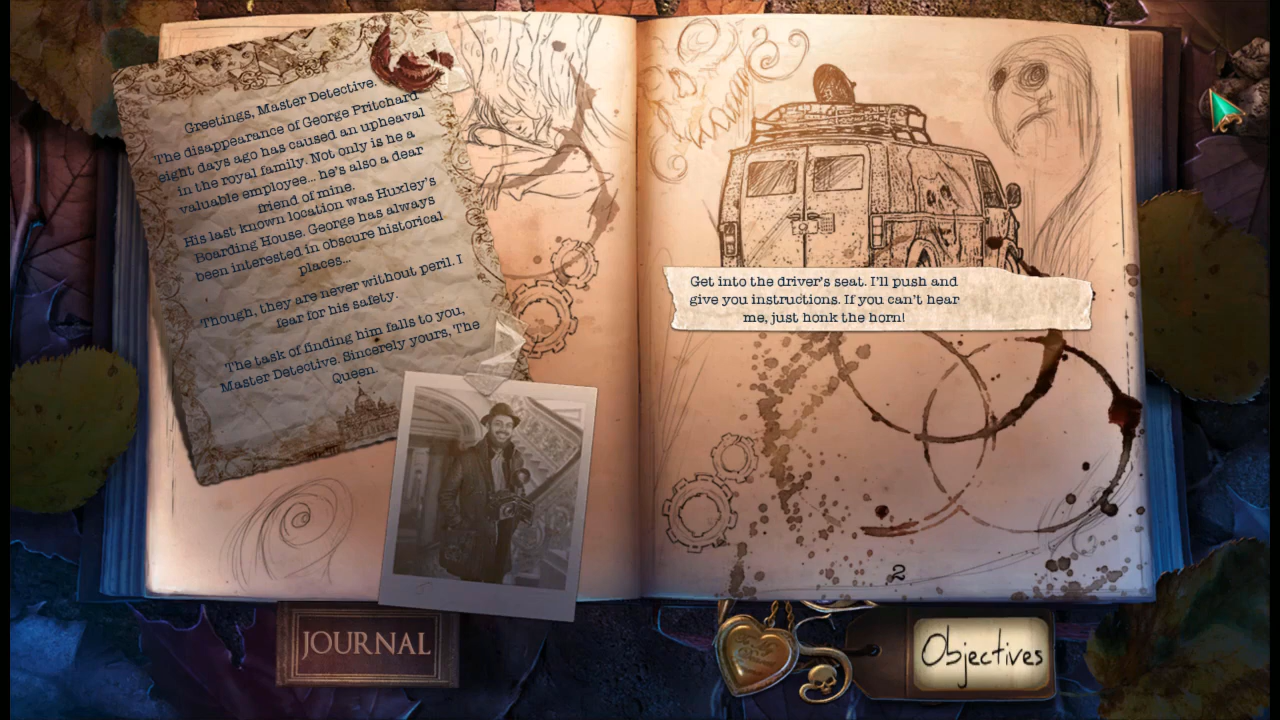 Greetings, Master Detective.
The disappearance of George Pritchard
eight days ago has caused an upheaval
in the royal family. Not only is he a
valuable employee... he's also a dear
friend of mine.
His last known location was Huxley's
Boarding House. George has always
been interested in obscure historical
places...
Though, they are never without peril. I
fear for his safety.
The task of finding him falls to you,
Master Detective. Sincerely yours, The
Queen.
Get into the driver's seat. I'll push and
give you instructions. If you can't hear
me, just honk the horn!
2
JOURNAL
Objectives